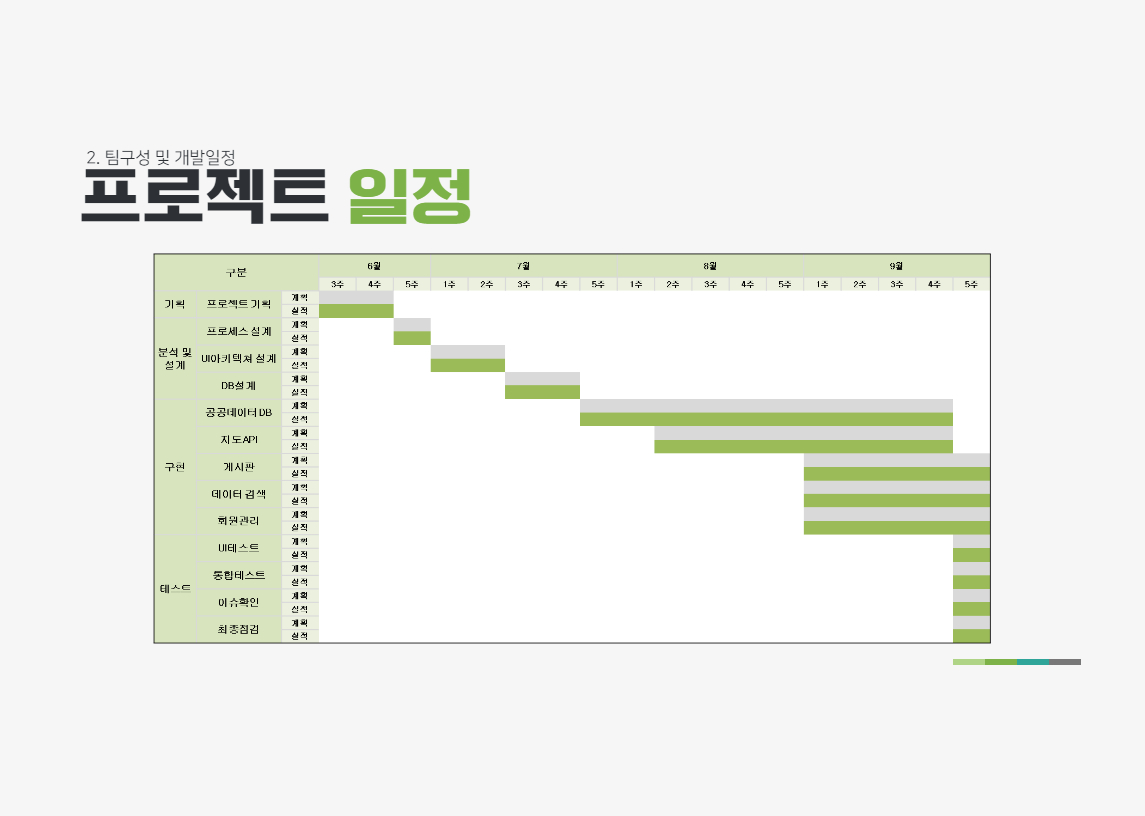 2. 팀구성 및 개발일정
프로젝트 일정
구분 6월 7월 8월 9월
3주 4주 5주 1주 2주 3주 4주 5주 1주 2주 3주 4주 5주 1주 2주 3주 4주 5주
기획 프로젝트 기획 계획
실적
분석 및 설계 프로세스 설계 계획
실적
UI아키텍쳐 설계 계획
실적
DB설계 계획
실적
구현 공공데이터 DB 계획
실적
지도API 계획
실적
게시판 계획
실적
데이터 검색 계획
실적
회원관리 계획
실적
테스트 UI테스트 계획
실적
통합테스트 계획
실적
이슈확인 계획
실적
최종점검 계획
실적